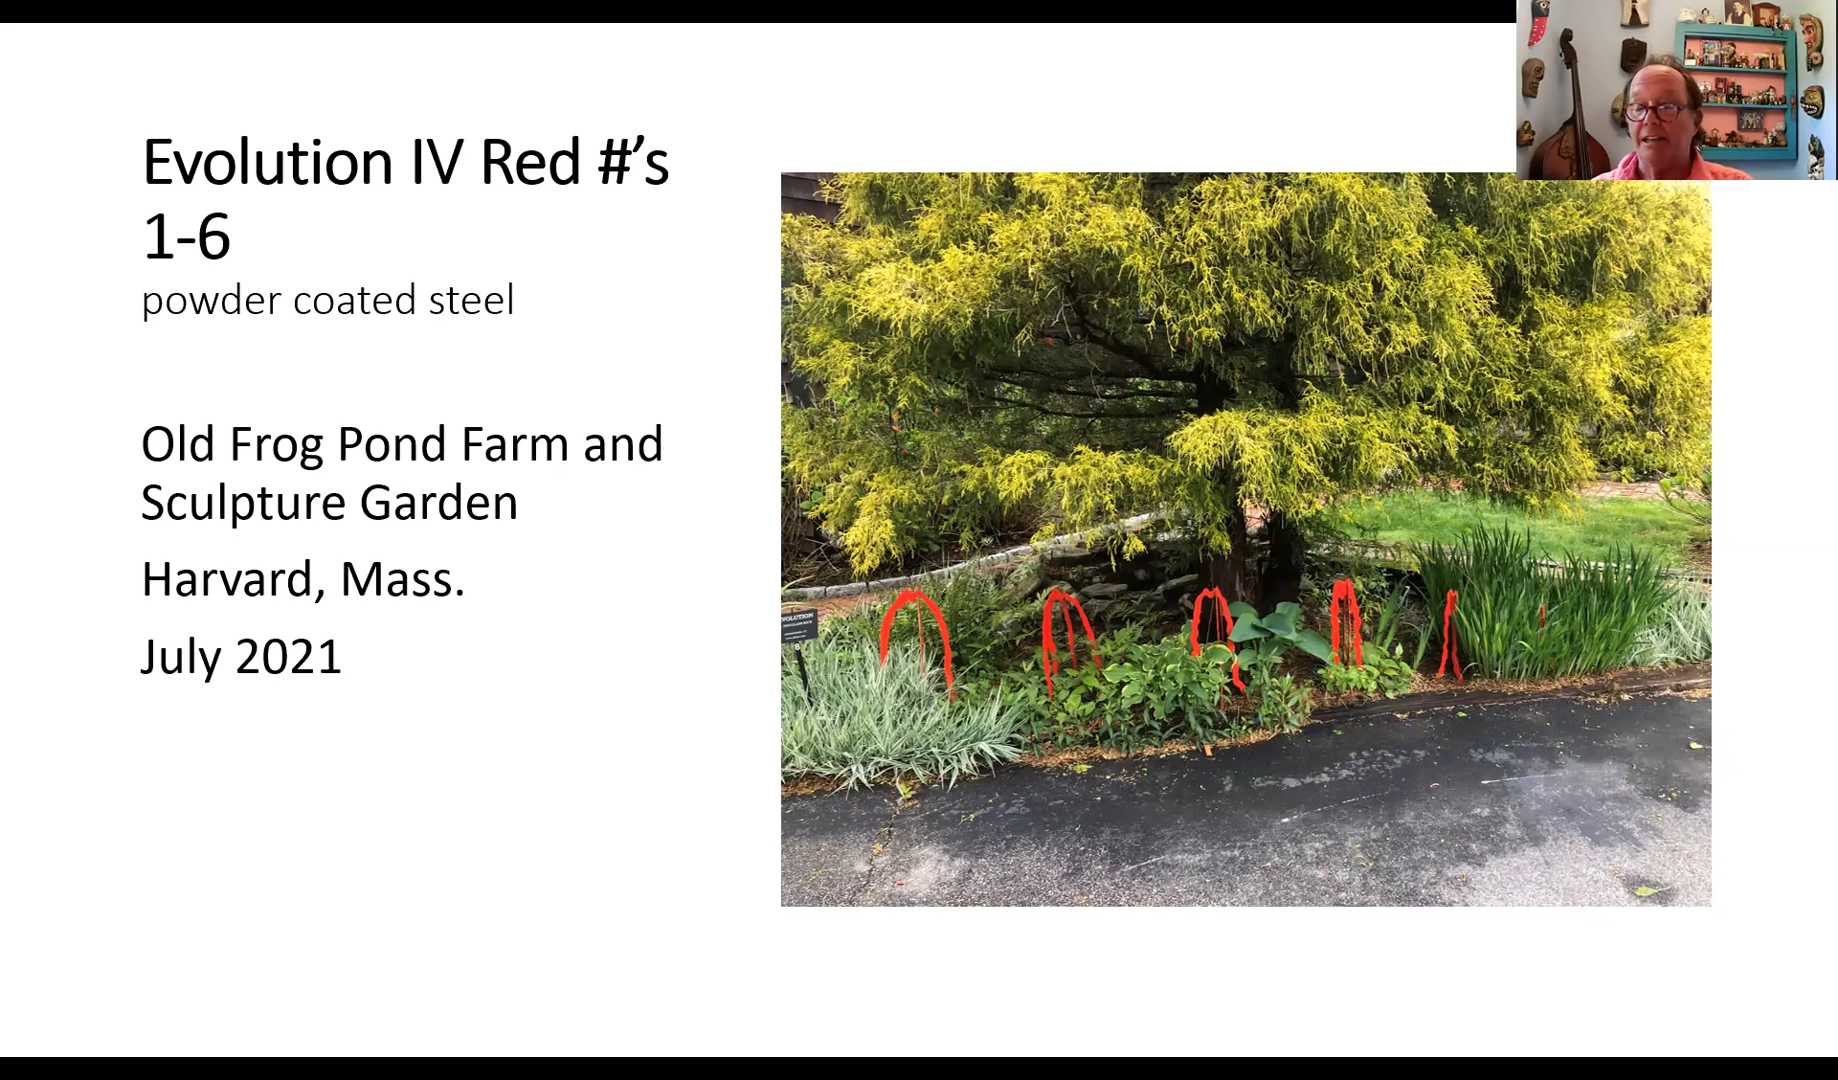 Evolution IV Red #’s
1-6
powder coated steel
Old Frog Pond Farm and
Sculpture Garden
Harvard, Mass.
July 2021